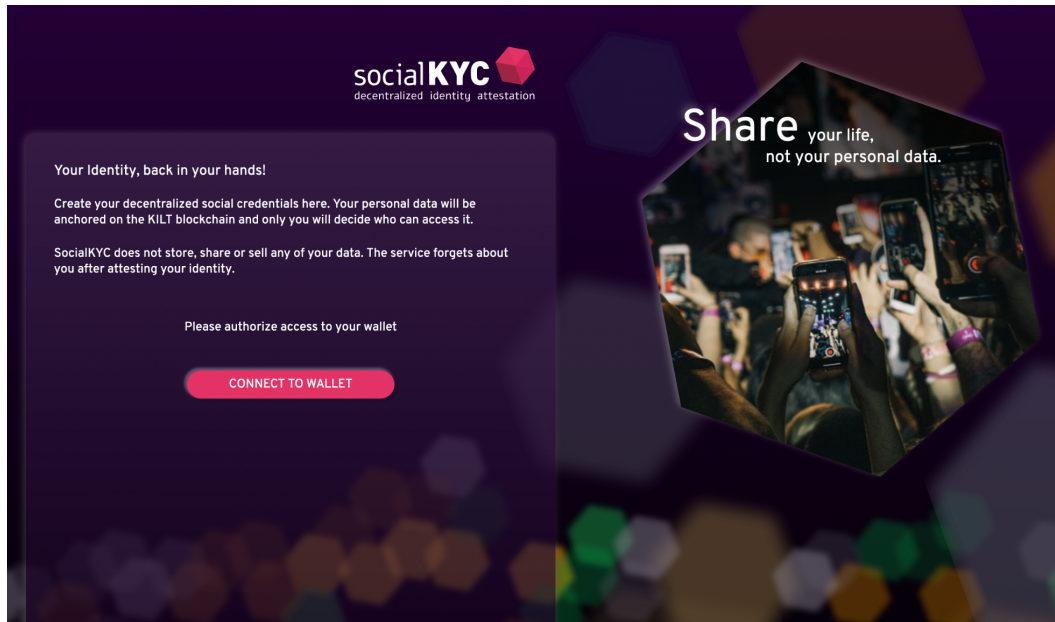 socialKYC
decentralized identity attestation
Share your life,
not your personal data.
Your Identity, back in your hands!
Create your decentralized social credentials here. Your personal data will be
anchored on the KILT blockchain and only you will decide who can access it.
SocialKYC does not store, share or sell any of your data. The service forgets about
you after attesting your identity.
Please authorize access to your wallet
CONNECT TO WALLET